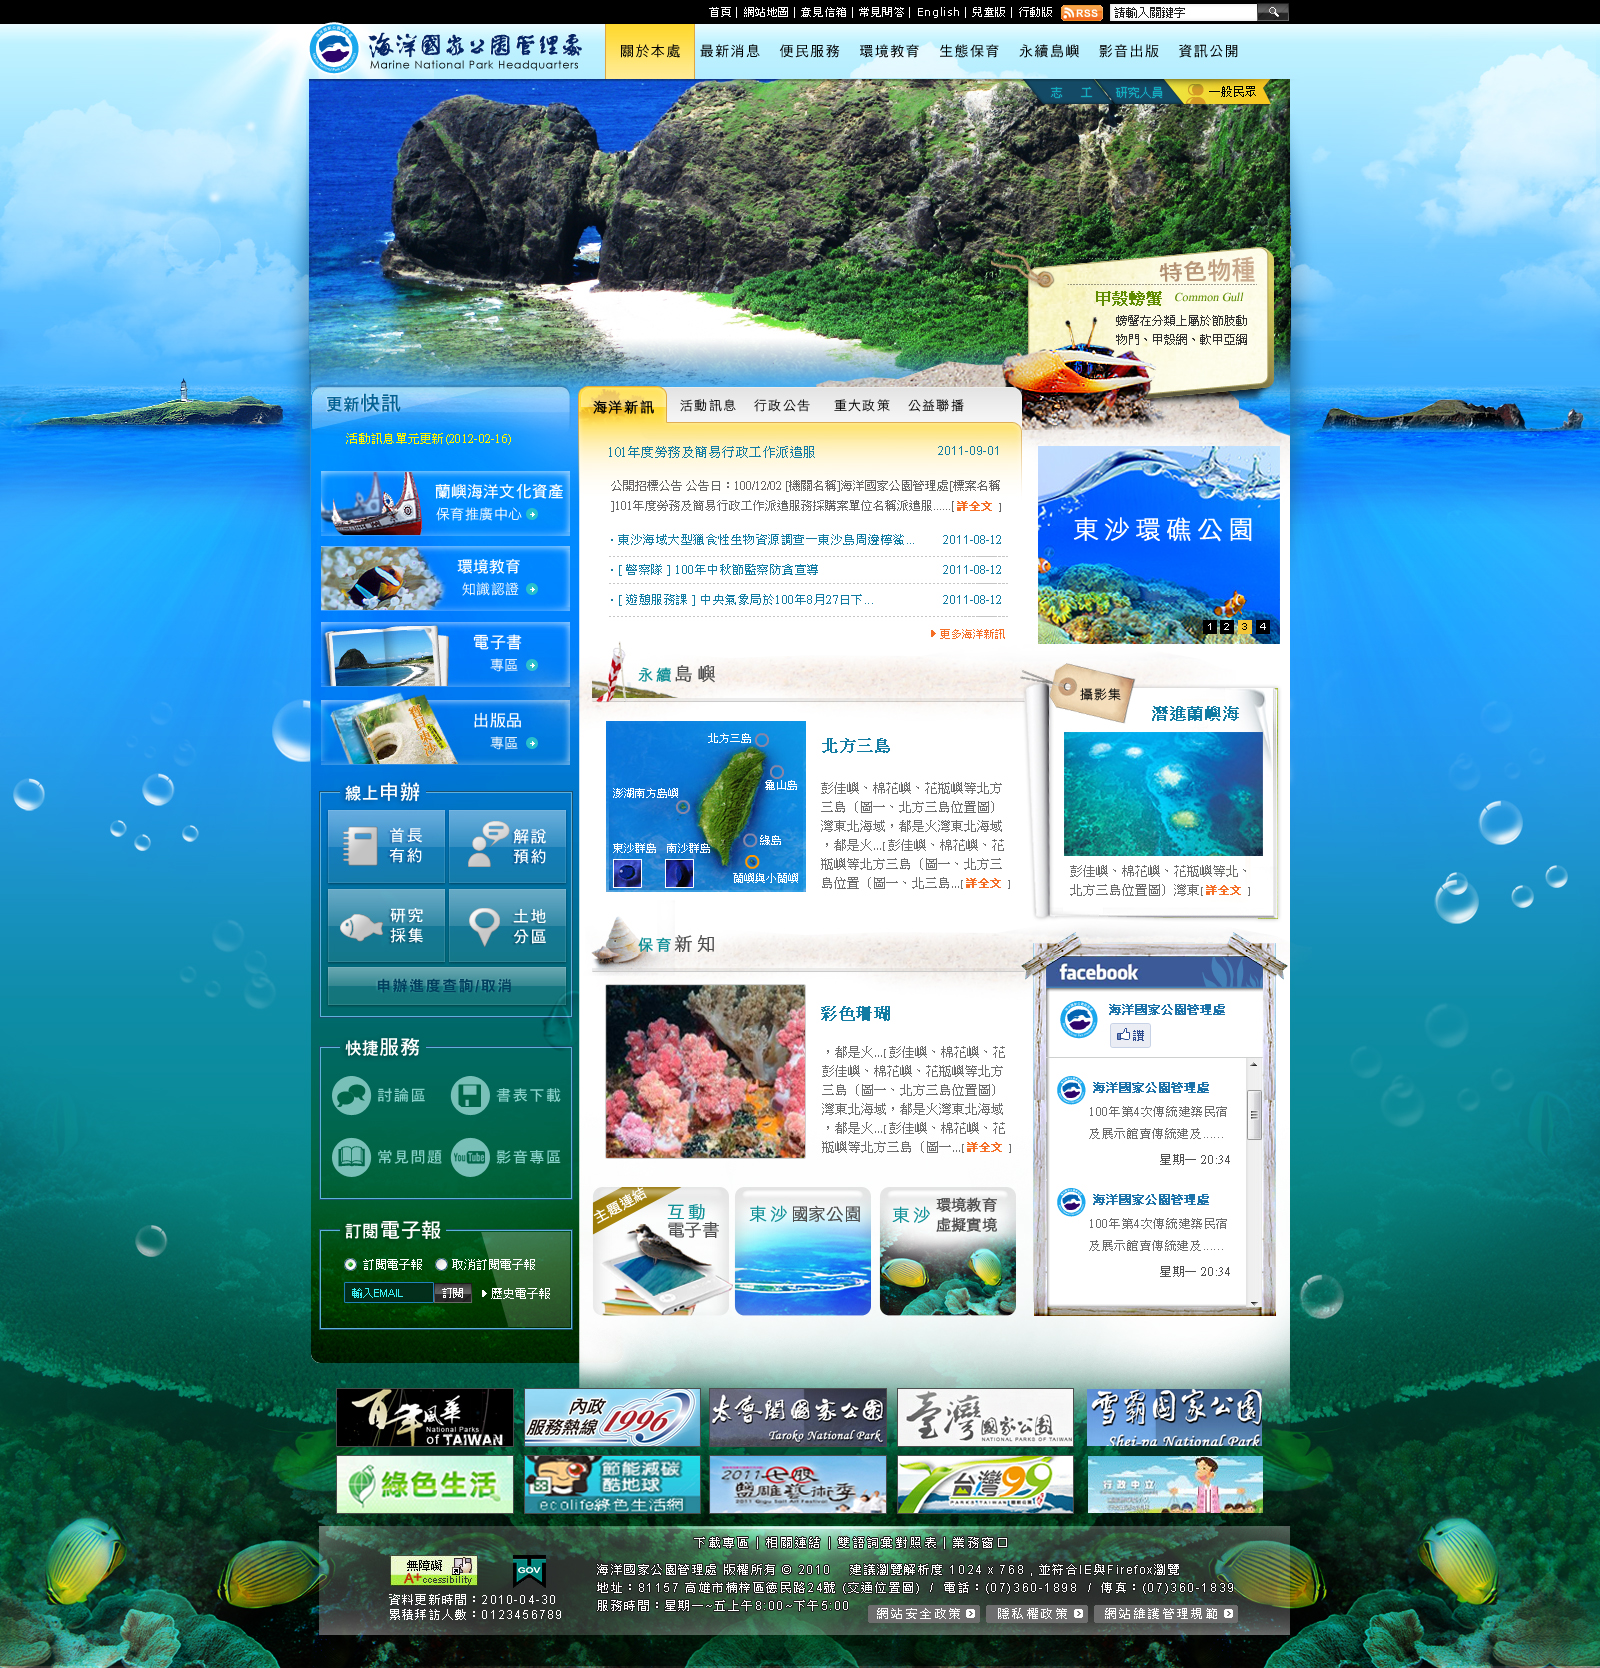 首頁 | 網站地圖 | 意見信箱 | 常見問答 | English | 兒童版 | 行動版 RSS 請輸入關鍵字
海洋國家公園管理處
Marine National Park Headquarters
關於本處 最新消息 便民服務 環境教育 生態保育 永續島嶼 影音出版 資訊公開
志 工 研究人員 一般民眾
特色物種
甲殼螃蟹 Common Gull
螃蟹在分類上屬於節肢動
物門、甲殼綱、軟甲亞綱
更新快訊
活動訊息單元更新(2012-02-16)
蘭嶼海洋文化資產
保育推廣中心
環境教育
知識認證
電子書
專區
出版品
專區
線上申辦
首長
有約
解說
預約
研究
採集
土地
分區
申辦進度查詢/取消
快捷服務
討論區 書表下載
常見問題 YouTube 影音專區
訂閱電子報
訂閱電子報 取消訂閱電子報
輸入EMAIL 訂閱 歷史電子報
海洋新訊 活動訊息 行政公告 重大政策 公益聯播
101年度勞務及簡易行政工作派遣服 2011-09-01
公開招標公告 公告日：100/12/02 [機關名稱]海洋國家公園管理處[標案名稱
]101年度勞務及簡易行政工作派遣服務採購案單位名稱派遣服......[詳全文 ]
‧東沙海域大型獵食性生物資源調查—東沙島周邊檸鯊... 2011-08-12
‧[ 警察隊 ] 100年中秋節監察防貪宣導 2011-08-12
‧[ 遊憩服務課 ] 中央氣象局於100年8月27日下... 2011-08-12
更多海洋新訊
東沙環礁公園
1 2 3 4
永續島嶼
北方三島
龜山島
澎湖南方島嶼
綠島
東沙群島 南沙群島
蘭嶼與小蘭嶼
北方三島
彭佳嶼、棉花嶼、花瓶嶼等北方
三島〔圖一、北方三島位置圖〕
灣東北海域，都是火灣東北海域
，都是火...[彭佳嶼、棉花嶼、花
瓶嶼等北方三島〔圖一、北方三
島位置〔圖一、北三島...[詳全文 ]
攝影集
潛進蘭嶼海
彭佳嶼、棉花嶼、花瓶嶼等北、
北方三島位置圖〕灣東[詳全文 ]
保育新知
彩色珊瑚
，都是火...[彭佳嶼、棉花嶼、花
彭佳嶼、棉花嶼、花瓶嶼等北方
三島〔圖一、北方三島位置圖〕
灣東北海域，都是火灣東北海域
，都是火...[彭佳嶼、棉花嶼、花
瓶嶼等北方三島〔圖一...[詳全文 ]
facebook
海洋國家公園管理處
讚
海洋國家公園管理處
100年第4次傳統建築民宿
及展示館賣傳統建及......
星期一 20:34
海洋國家公園管理處
100年第4次傳統建築民宿
及展示館賣傳統建及......
星期一 20:34
主題連結
互動
電子書
東沙 國家公園
東沙 環境教育
虛擬實境
百年風華
National Parks
of TAIWAN
內政
服務熱線 1996
太魯閣國家公園
Taroko National Park
臺灣國家公園
NATIONAL PARKS OF TAIWAN
雪霸國家公園
Shei-pa National Park
綠色生活
節能減碳
酷地球
ecolife綠色生活網
2011七股
鹽雕藝術季
台灣99
行政中立
下載專區 | 相關連結 | 雙語詞彙對照表 | 業務窗口
無障礙
A+ccessibility
GOV
資料更新時間：2010-04-30
累積拜訪人數：0123456789
海洋國家公園管理處 版權所有 © 2010 建議瀏覽解析度 1024 x 768，並符合IE與Firefox瀏覽
地址：81157 高雄市楠梓區德民路24號 (交通位置圖) / 電話：(07)360-1898 / 傳真：(07)360-1839
服務時間：星期一~五上午8:00~下午5:00
網站安全政策 隱私權政策 網站維護管理規範